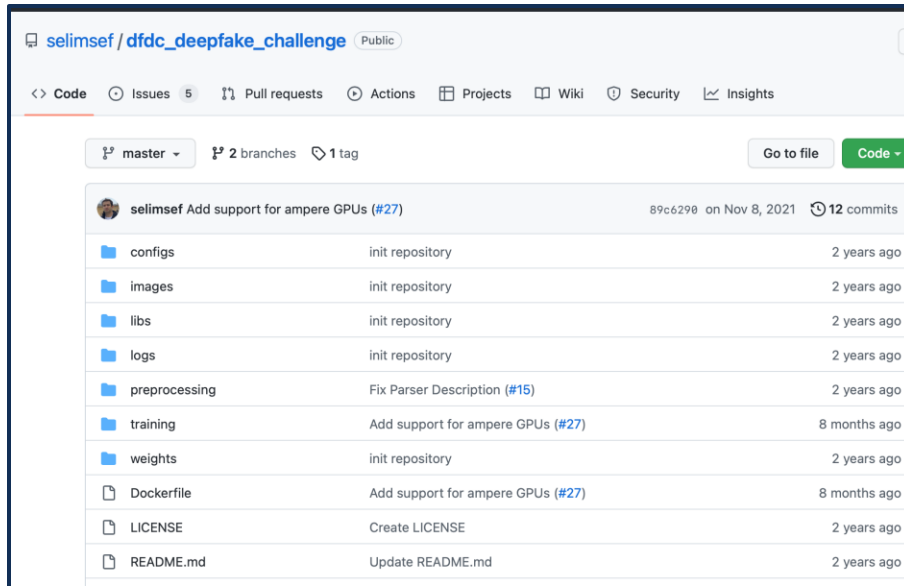 selimsef / dfdc_deepfake_challenge Public
<> Code Issues 5 Pull requests Actions Projects Wiki Security Insights
master 2 branches 1 tag Go to file Code
selimsef Add support for ampere GPUs (#27) 89c6290 on Nov 8, 2021 12 commits
configs init repository 2 years ago
images init repository 2 years ago
libs init repository 2 years ago
logs init repository 2 years ago
preprocessing Fix Parser Description (#15) 2 years ago
training Add support for ampere GPUs (#27) 8 months ago
weights init repository 2 years ago
Dockerfile Add support for ampere GPUs (#27) 8 months ago
LICENSE Create LICENSE 2 years ago
README.md Update README.md 2 years ago